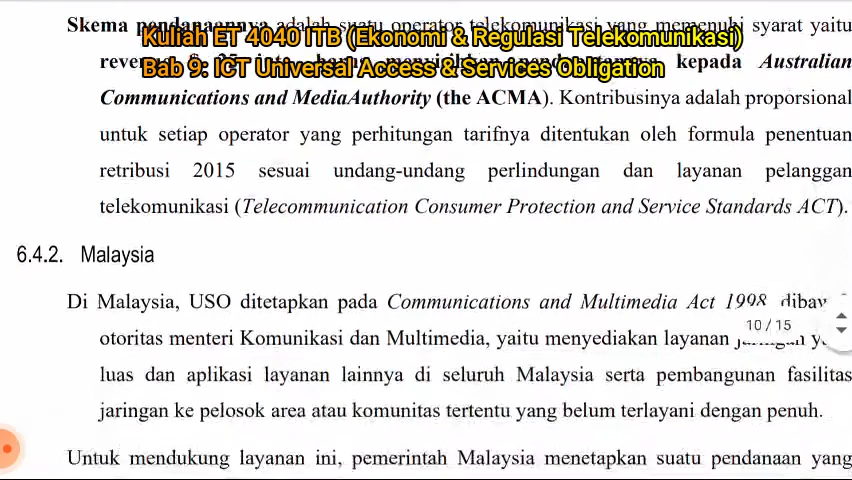 Skema pendanaannya adalah suatu operator telekomunikasi yang memenuhi syarat yaitu
Kuliah ET 4040 ITB (Ekonomi & Regulasi Telekomunikasi)
kepada Australian
Bab 9: ICT Universal Access & Services Obligation
Communications and MediaAuthority (the ACMA). Kontribusinya adalah proporsional
untuk setiap operator yang perhitungan tarifnya ditentukan oleh formula penentuan
retribusi 2015 sesuai undang-undang perlindungan dan layanan pelanggan
telekomunikasi (Telecommunication Consumer Protection and Service Standards ACT).
6.4.2. Malaysia
Di Malaysia, USO ditetapkan pada Communications and Multimedia Act 1998
10 / 15
otoritas menteri Komunikasi dan Multimedia, yaitu menyediakan layanan
luas dan aplikasi layanan lainnya di seluruh Malaysia serta pembangunan fasilitas
jaringan ke pelosok area atau komunitas tertentu yang belum terlayani dengan penuh.
Untuk mendukung layanan ini, pemerintah Malaysia menetapkan suatu pendanaan yang